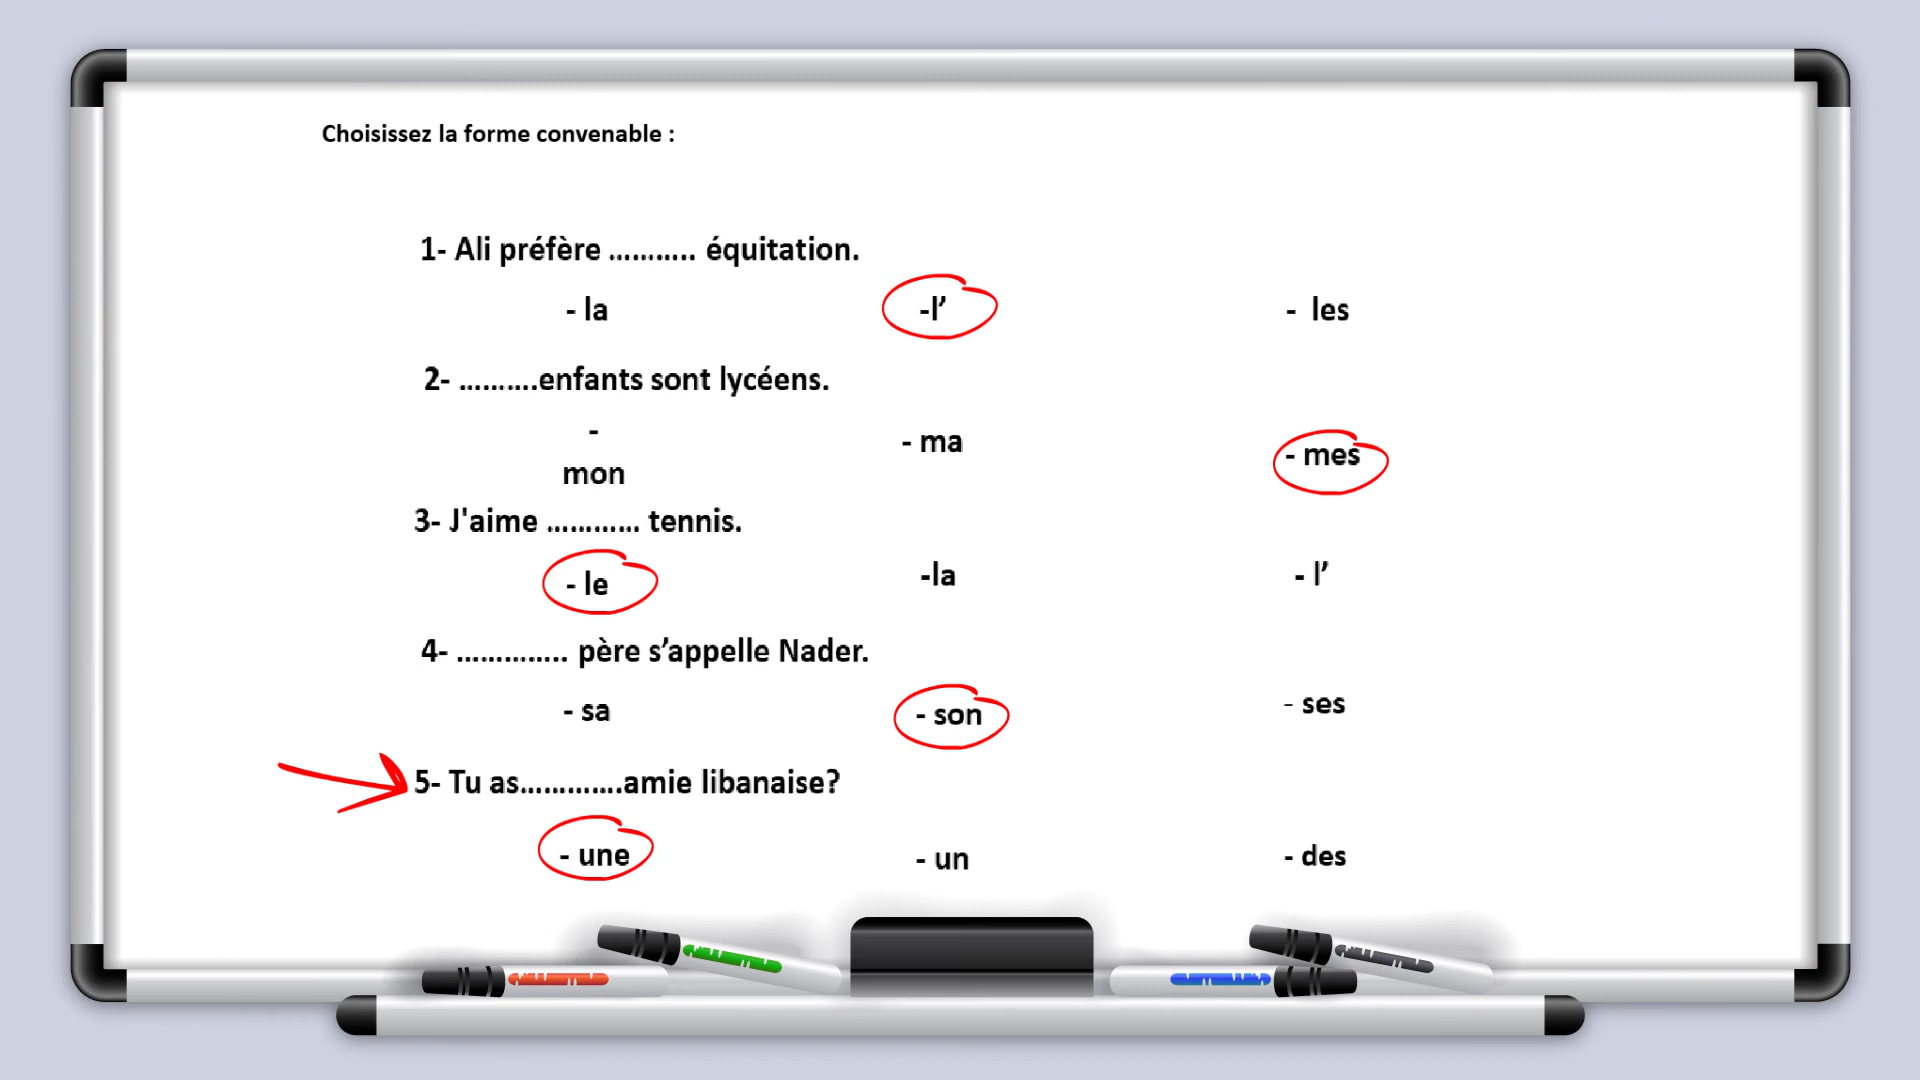 Choisissez la forme convenable :
1- Ali préfère ……….. équitation.
- la -l’ - les
2- ……….enfants sont lycéens.
- mon - ma - mes
3- J'aime ………… tennis.
- le -la - l’
4- ………….. père s’appelle Nader.
- sa - son - ses
5- Tu as………….amie libanaise?
- une - un - des